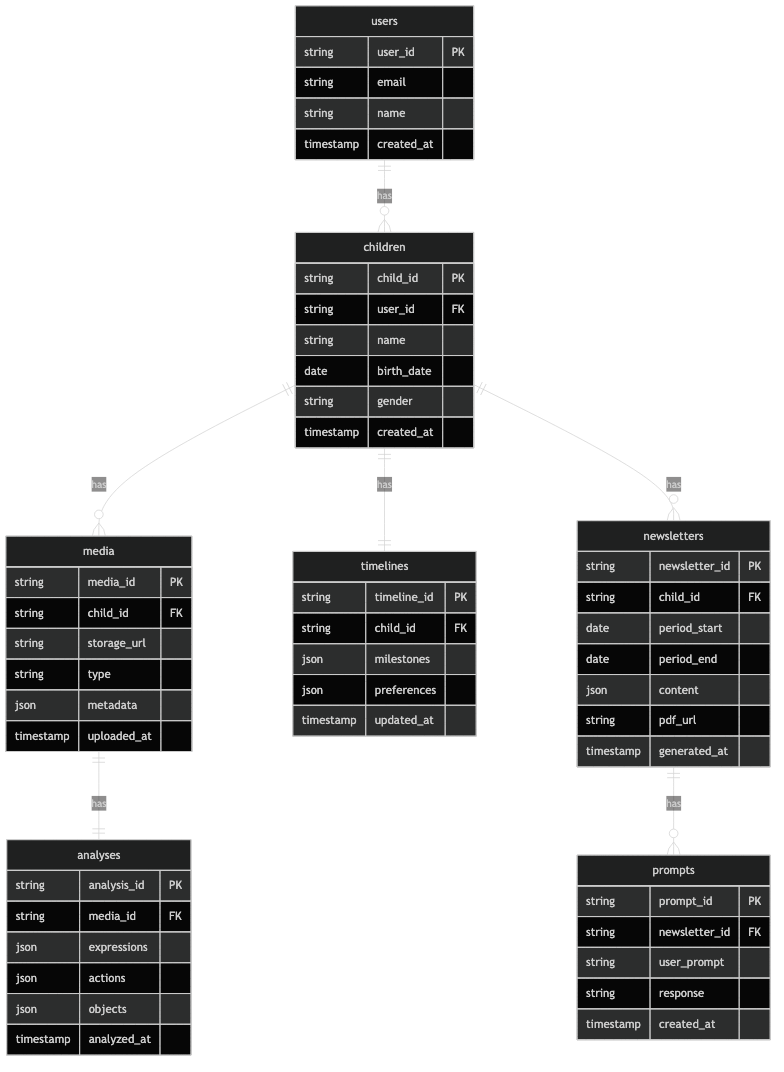 users
string user_id PK
string email
string name
timestamp created_at
has
children
string child_id PK
string user_id FK
string name
date birth_date
string gender
timestamp created_at
has
has
has
media
string media_id PK
string child_id FK
string storage_url
string type
json metadata
timestamp uploaded_at
timelines
string timeline_id PK
string child_id FK
json milestones
json preferences
timestamp updated_at
newsletters
string newsletter_id PK
string child_id FK
date period_start
date period_end
json content
string pdf_url
timestamp generated_at
has
has
analyses
string analysis_id PK
string media_id FK
json expressions
json actions
json objects
timestamp analyzed_at
prompts
string prompt_id PK
string newsletter_id FK
string user_prompt
string response
timestamp created_at